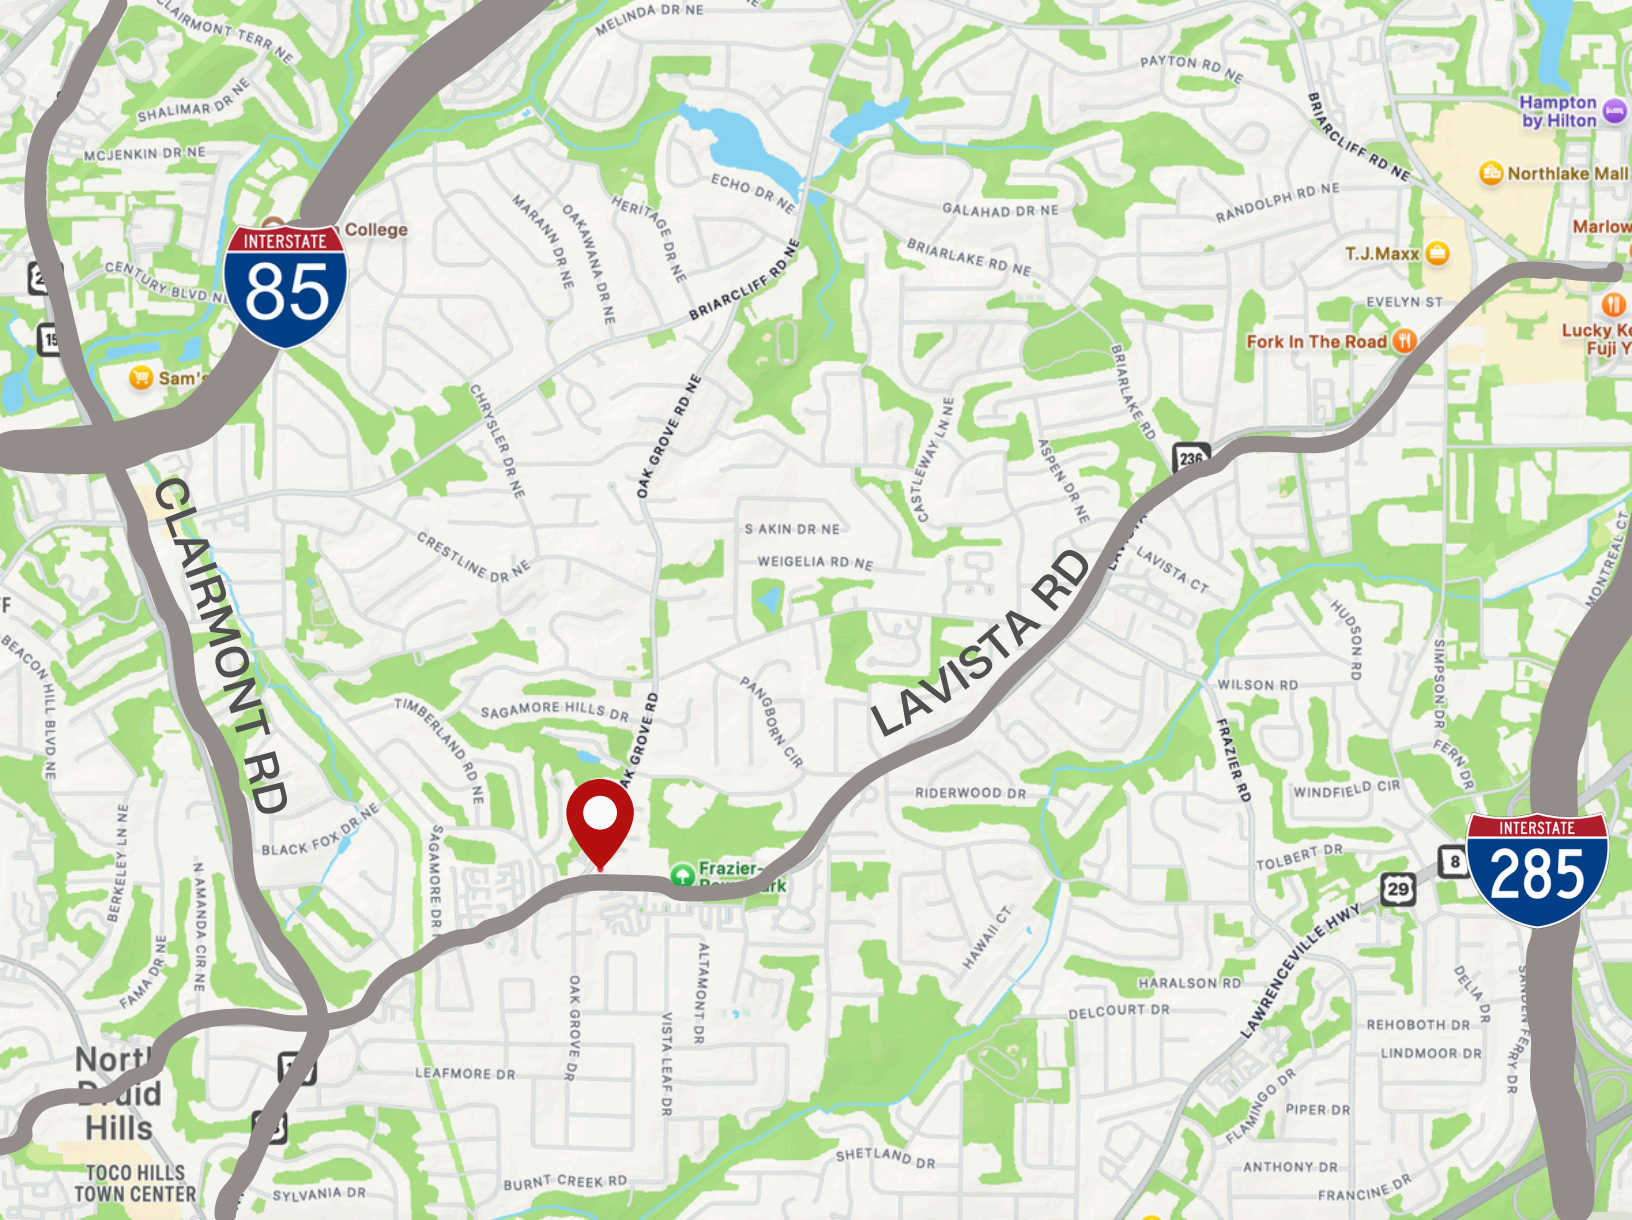 MELINDA DR NE
CLAIRMONT TERR NE
PAYTON RD NE
SHALIMAR DR NE
BRIARCLIFF RD NE
Hampton
by Hilton
MCJENKIN DR NE
Northlake Mall
ECHO DR NE
MARANN DR NE
OAKAWANA DR NE
HERITAGE DR NE
GALAHAD DR NE
RANDOLPH RD NE
College
INTERSTATE
85
BRIARLAKE RD NE
T.J.Maxx
CENTURY BLVD NE
BRIARCLIFF RD NE
EVELYN ST
Fork In The Road
BRIARLAKE RD
OAK GROVE RD NE
CHRYSLER DR NE
CASTLEWAY LN NE
ASPEN DR NE
236
CLAIRMONT RD
S AKIN DR NE
WEIGELIA RD NE
CRESTLINE DR NE
LAVISTA RD
LAVISTA CT
MONTREAL CT
HUDSON RD
SIMPSON DR
BEACON HILL BLVD NE
WILSON RD
PANGBORN CIR
TIMBERLAND RD NE
SAGAMORE HILLS DR
OAK GROVE RD
FRAZIER RD
FERN DR
RIDERWOOD DR
WINDFIELD CIR
BLACK FOX DR NE
BERKELEY LN NE
N AMANDA CIR NE
SAGAMORE DR
Frazier-
TOLBERT DR
8
29
INTERSTATE
285
LAWRENCEVILLE HWY
HAWAII CT
FAMA DR NE
ALTAMONT DR
OAK GROVE DR
VISTA LEAF DR
HARALSON RD
DELCOURT DR
DELIA DR
REHOBOTH DR
LINDMOOR DR
North
Druid
Hills
LEAFMORE DR
FLAMINGO DR
PIPER DR
SHETLAND DR
ANTHONY DR
FRANCINE DR
TOCO HILLS
TOWN CENTER
SYLVANIA DR
BURNT CREEK RD